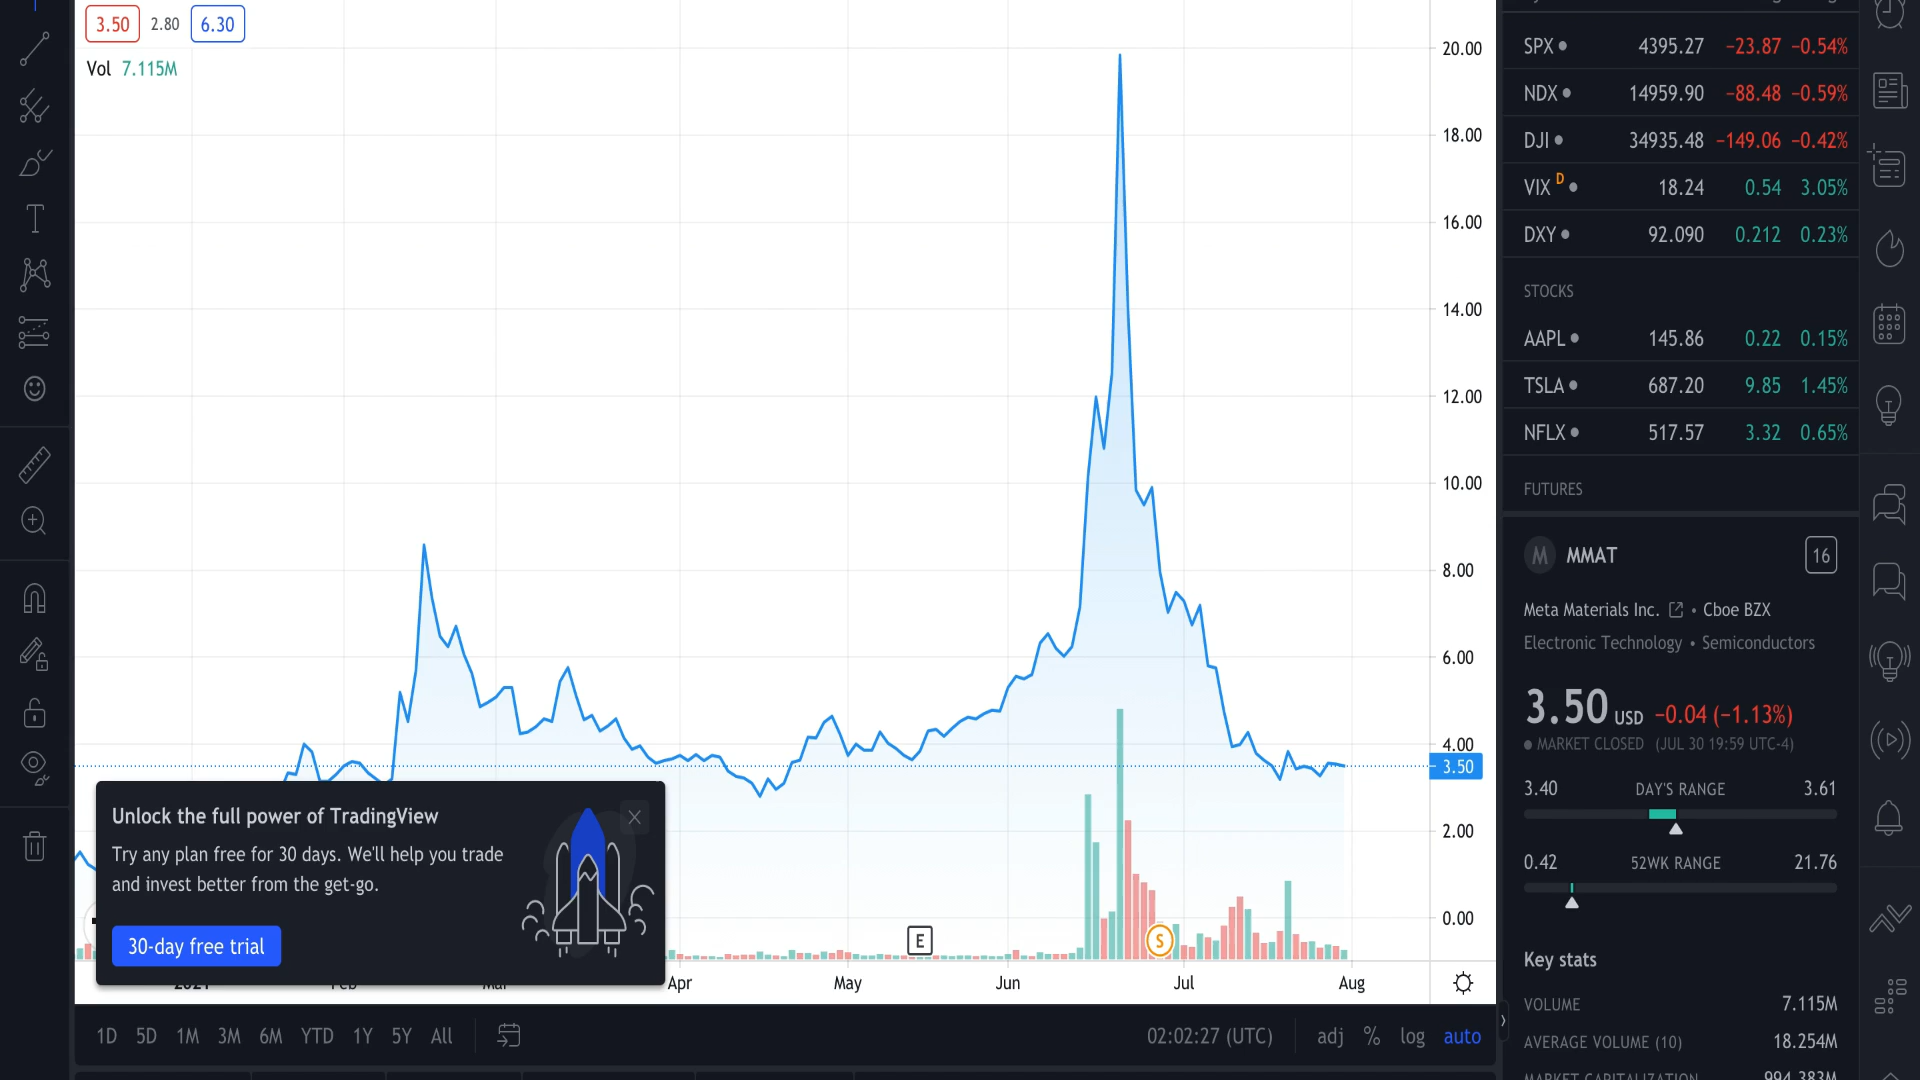 3.50 2.80 6.30
Vol 7.115M
20.00
18.00
16.00
14.00
12.00
10.00
8.00
6.00
4.00
3.50
2.00
0.00
E
S
Apr May Jun Jul Aug
Unlock the full power of TradingView
Try any plan free for 30 days. We'll help you trade
and invest better from the get-go.
30-day free trial
1D 5D 1M 3M 6M YTD 1Y 5Y All
02:02:27 (UTC) adj % log auto
SPX 4395.27 −23.87 −0.54%
NDX 14959.90 −88.48 −0.59%
DJI 34935.48 −149.06 −0.42%
VIX D 18.24 0.54 3.05%
DXY 92.090 0.212 0.23%
STOCKS
AAPL 145.86 0.22 0.15%
TSLA 687.20 9.85 1.45%
NFLX 517.57 3.32 0.65%
FUTURES
M MMAT 16
Meta Materials Inc. • Cboe BZX
Electronic Technology • Semiconductors
3.50 USD −0.04 (−1.13%)
MARKET CLOSED (JUL 30 19:59 UTC-4)
3.40 DAY'S RANGE 3.61
0.42 52WK RANGE 21.76
Key stats
VOLUME 7.115M
AVERAGE VOLUME (10) 18.254M
MARKET CAPITALIZATION 994.383M